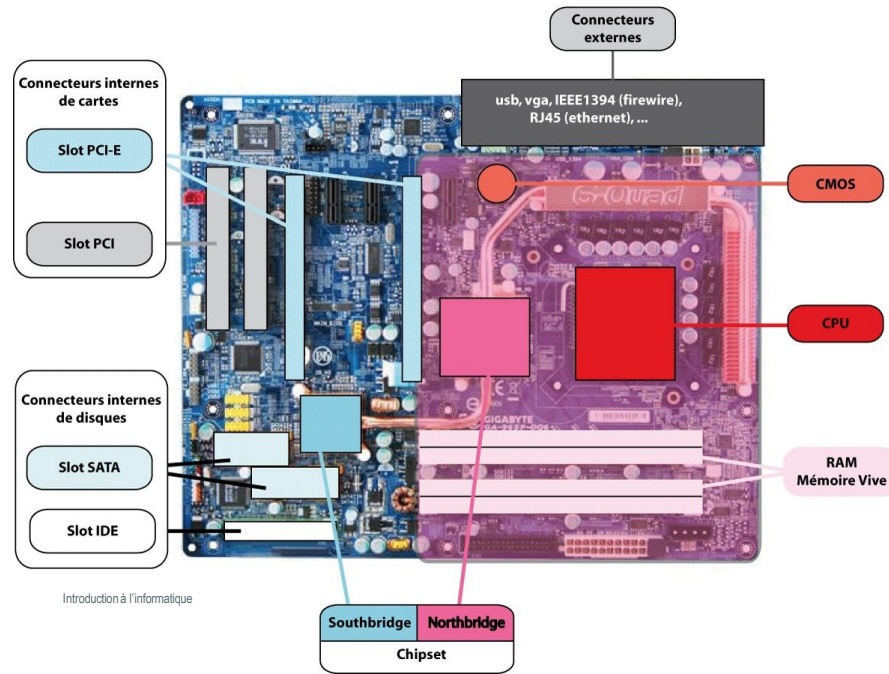 Connecteurs
externes
usb, vga, IEEE1394 (firewire),
RJ45 (ethernet), ...
Connecteurs internes
de cartes
Slot PCI-E
Slot PCI
CMOS
CPU
Connecteurs internes
de disques
Slot SATA
Slot IDE
RAM
Mémoire Vive
GIGABYTE
Introduction à l'informatique
Southbridge
Northbridge
Chipset